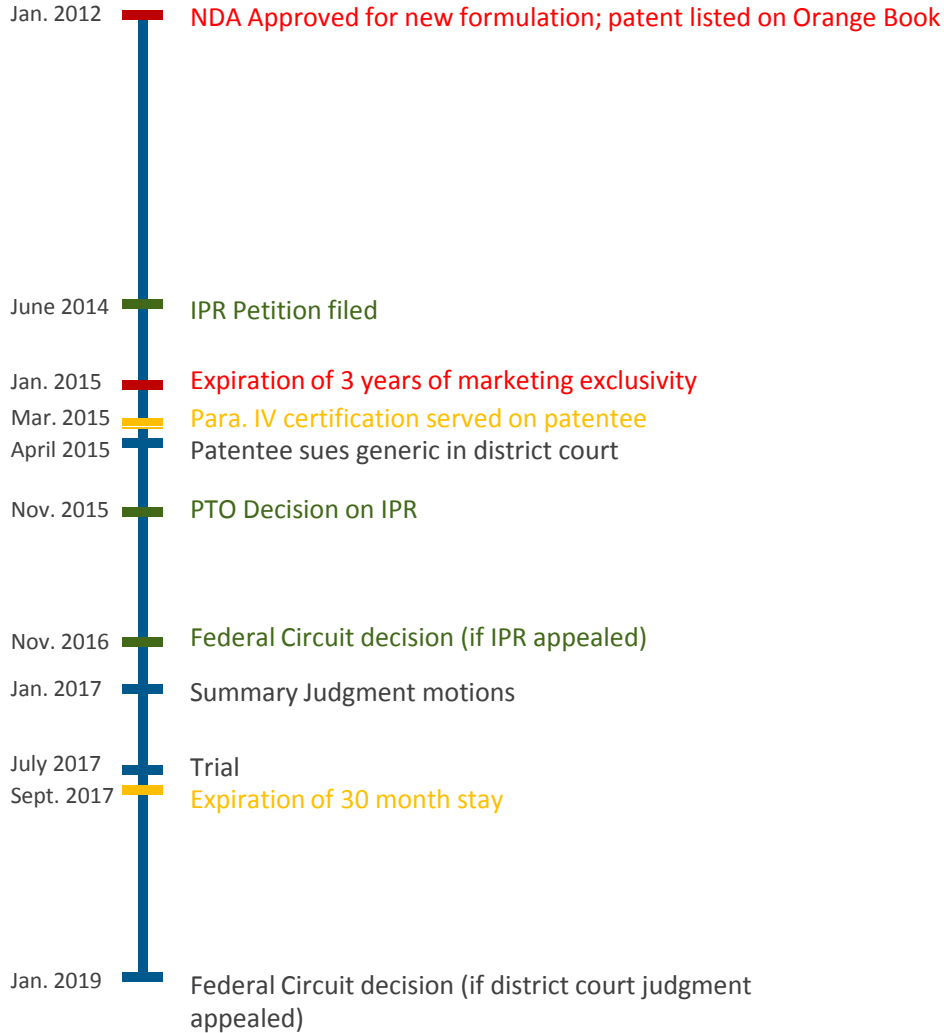 Jan. 2012 NDA Approved for new formulation; patent listed on Orange Book
June 2014 IPR Petition filed
Jan. 2015 Expiration of 3 years of marketing exclusivity
Mar. 2015 Para. IV certification served on patentee
April 2015 Patentee sues generic in district court
Nov. 2015 PTO Decision on IPR
Nov. 2016 Federal Circuit decision (if IPR appealed)
Jan. 2017 Summary Judgment motions
July 2017 Trial
Sept. 2017 Expiration of 30 month stay
Jan. 2019 Federal Circuit decision (if district court judgment
appealed)